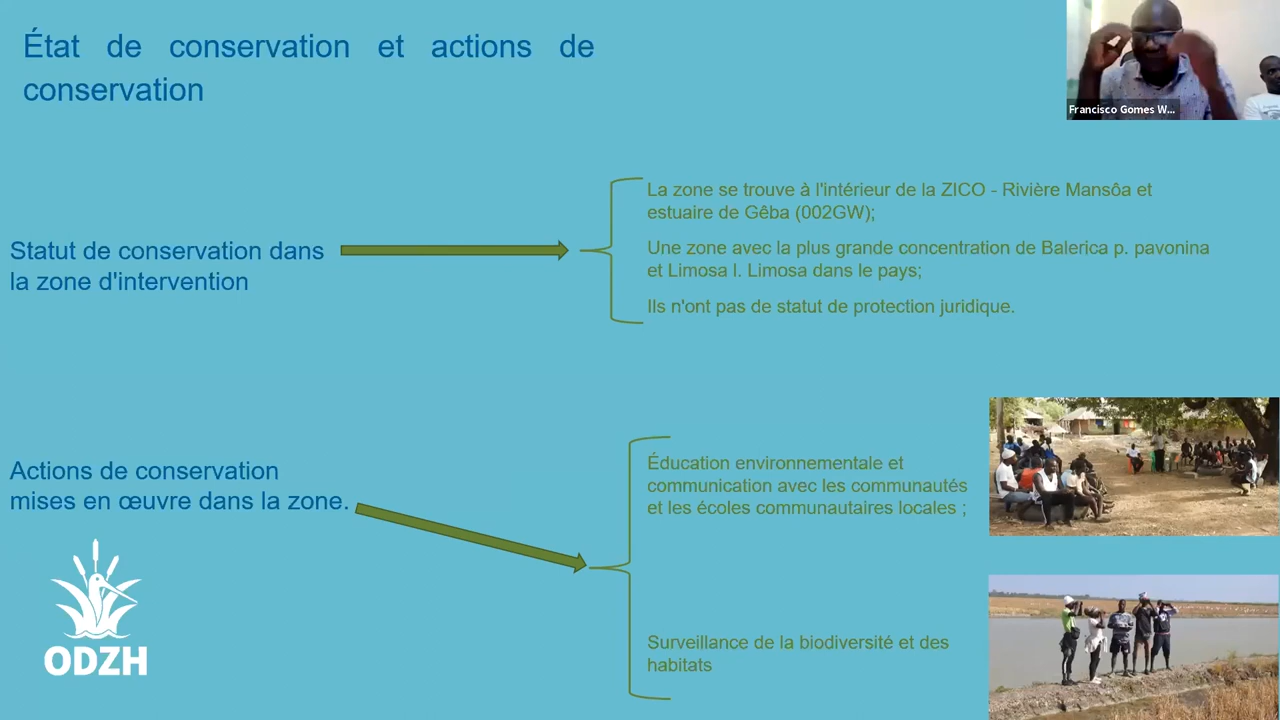 État de conservation et actions de
conservation
Francisco Gomes W...
La zone se trouve à l'intérieur de la ZICO - Rivière Mansôa et
estuaire de Gêba (002GW);
Statut de conservation dans
la zone d'intervention
Une zone avec la plus grande concentration de Balerica p. pavonina
et Limosa l. Limosa dans le pays;
Ils n'ont pas de statut de protection juridique.
Actions de conservation
mises en œuvre dans la zone.
Éducation environnementale et
communication avec les communautés
et les écoles communautaires locales ;
Surveillance de la biodiversité et des
habitats
ODZH